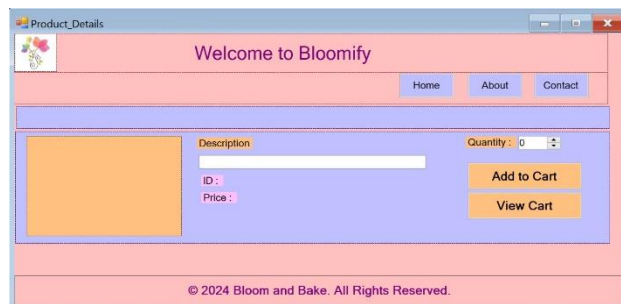 Product_Details
Welcome to Bloomify
Home About Contact
Description Quantity : 0
ID :
Add to Cart
Price :
View Cart
© 2024 Bloom and Bake. All Rights Reserved.